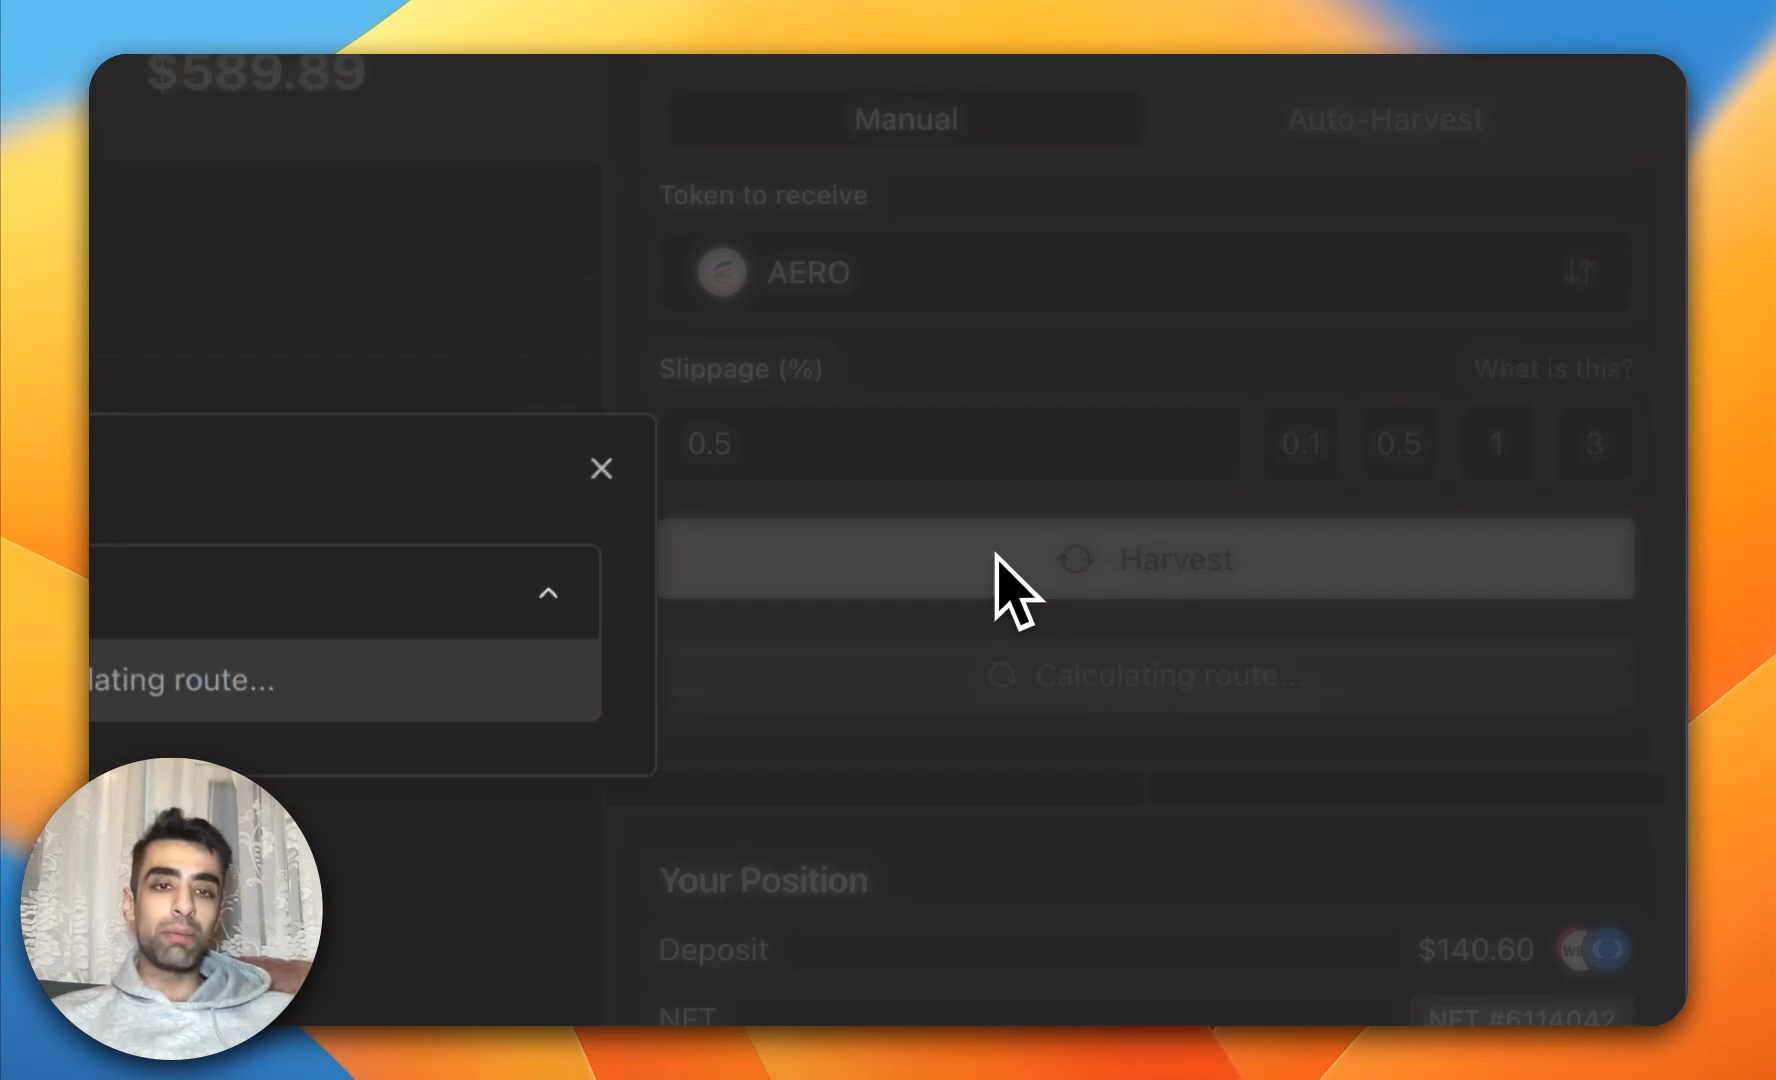 $589.89
Manual
Auto-Harvest
Token to receive
AERO
Slippage (%)
What is this?
0.5
0.1
0.5
1
3
Harvest
lating route...
Calculating route...
Your Position
Deposit
$140.60
NFT
NFT #6114042